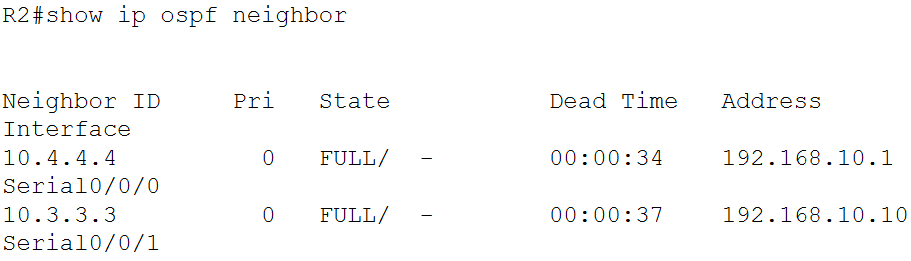 R2#show ip ospf neighbor
Neighbor ID     Pri   State           Dead Time   Address
Interface
10.4.4.4          0   FULL/  -        00:00:34    192.168.10.1
Serial0/0/0
10.3.3.3          0   FULL/  -        00:00:37    192.168.10.10
Serial0/0/1